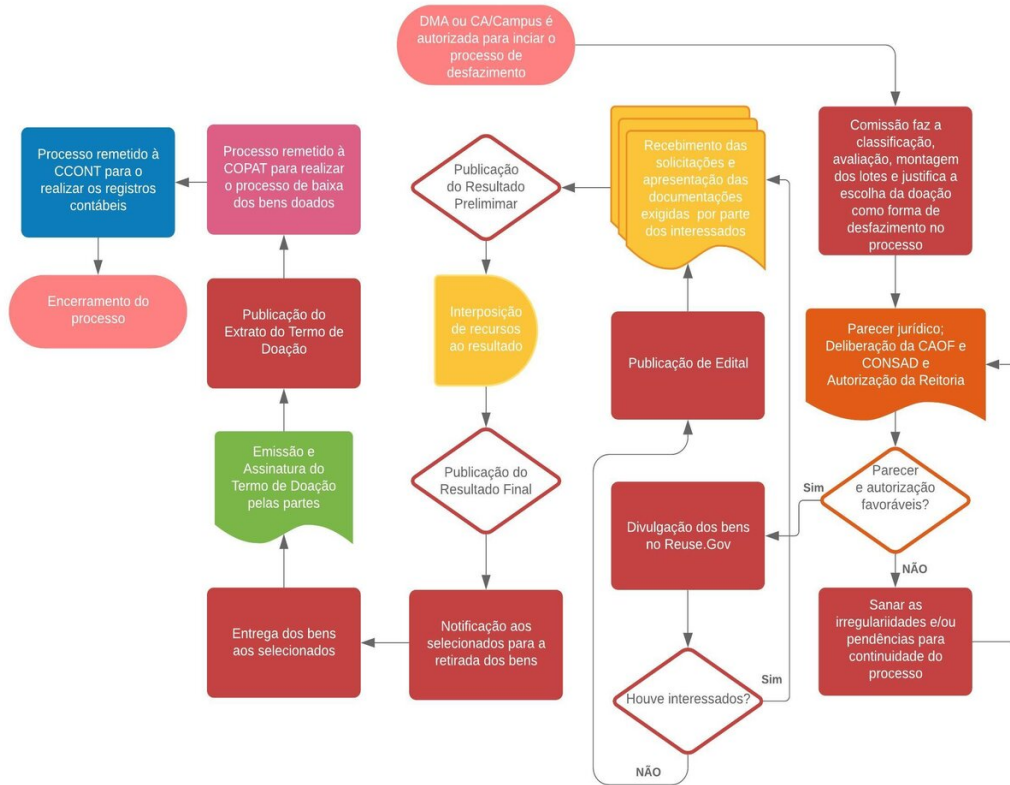 DMA ou CA/Campus é
autorizada para inciar o
processo de
desfazimento
Comissão faz a
classificação,
avaliação, montagem
dos lotes e justifica a
escolha da doação
como forma de
desfazimento no
processo
Parecer jurídico;
Deliberação da CAOF e
CONSAD e
Autorização da Reitoria
Parecer
e autorização
favoráveis?
Sim
NÃO
Sanar as
irregulariidades e/ou
pendências para
continuidade do
processo
Divulgação dos bens
no Reuse.Gov
Houve interessados?
Sim
NÃO
Publicação de Edital
Recebimento das
solicitações e
apresentação das
documentações
exigidas por parte
dos interessados
Publicação
do Resultado
Prelimimar
Interposição
de recursos
ao resultado
Publicação do
Resultado Final
Notificação aos
selecionados para a
retirada dos bens
Entrega dos bens
aos selecionados
Emissão e
Assinatura do
Termo de Doação
pelas partes
Publicação do
Extrato do Termo de
Doação
Processo remetido à
COPAT para realizar
o processo de baixa
dos bens doados
Processo remetido à
CCONT para o
realizar os registros
contábeis
Encerramento do
processo